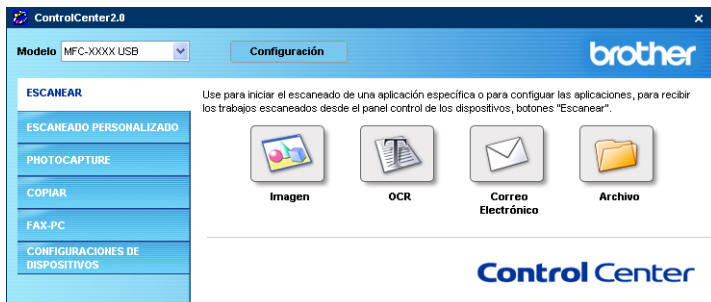 ControlCenter2.0
Modelo MFC-XXXX USB Configuración brother
ESCANEAR
ESCANEADO PERSONALIZADO
PHOTOCAPTURE
COPIAR
FAX-PC
CONFIGURACIONES DE
DISPOSITIVOS
Use para iniciar el escaneado de una aplicación específica o para configuar las aplicaciones, para recibir
los trabajos escaneados desde el panel control de los dispositivos, botones "Escanear".
Imagen OCR Correo Archivo
Electrónico
Control Center